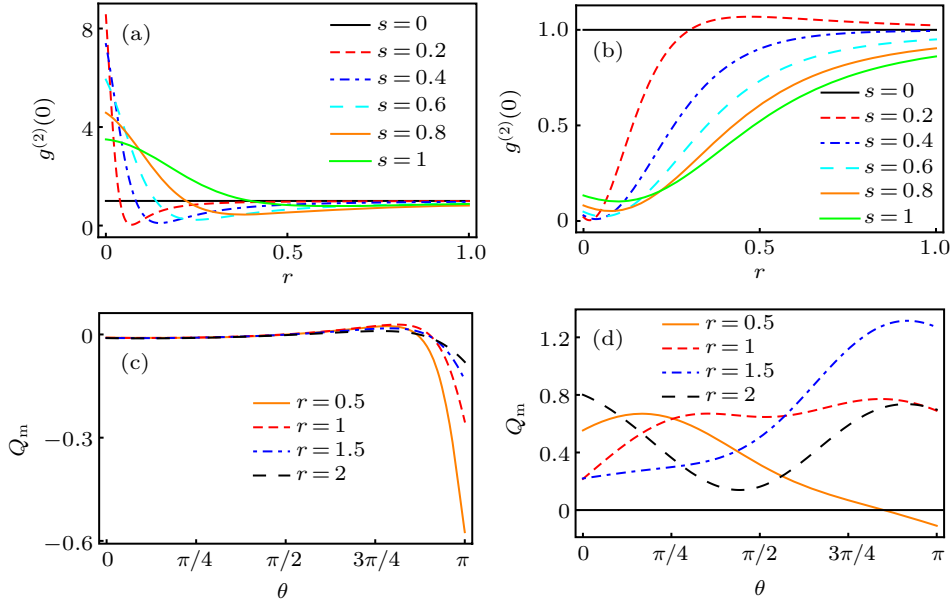 (a)
g⁽²⁾(0)
8
4
0
s = 0
s = 0.2
s = 0.4
s = 0.6
s = 0.8
s = 1
0
0.5
1.0
r
(b)
g⁽²⁾(0)
1.0
0.5
0
s = 0
s = 0.2
s = 0.4
s = 0.6
s = 0.8
s = 1
0
0.5
1.0
r
(c)
Qₘ
0
−0.3
−0.6
r = 0.5
r = 1
r = 1.5
r = 2
0
π/4
π/2
3π/4
π
θ
(d)
Qₘ
1.2
0.8
0.4
0
r = 0.5
r = 1
r = 1.5
r = 2
0
π/4
π/2
3π/4
π
θ